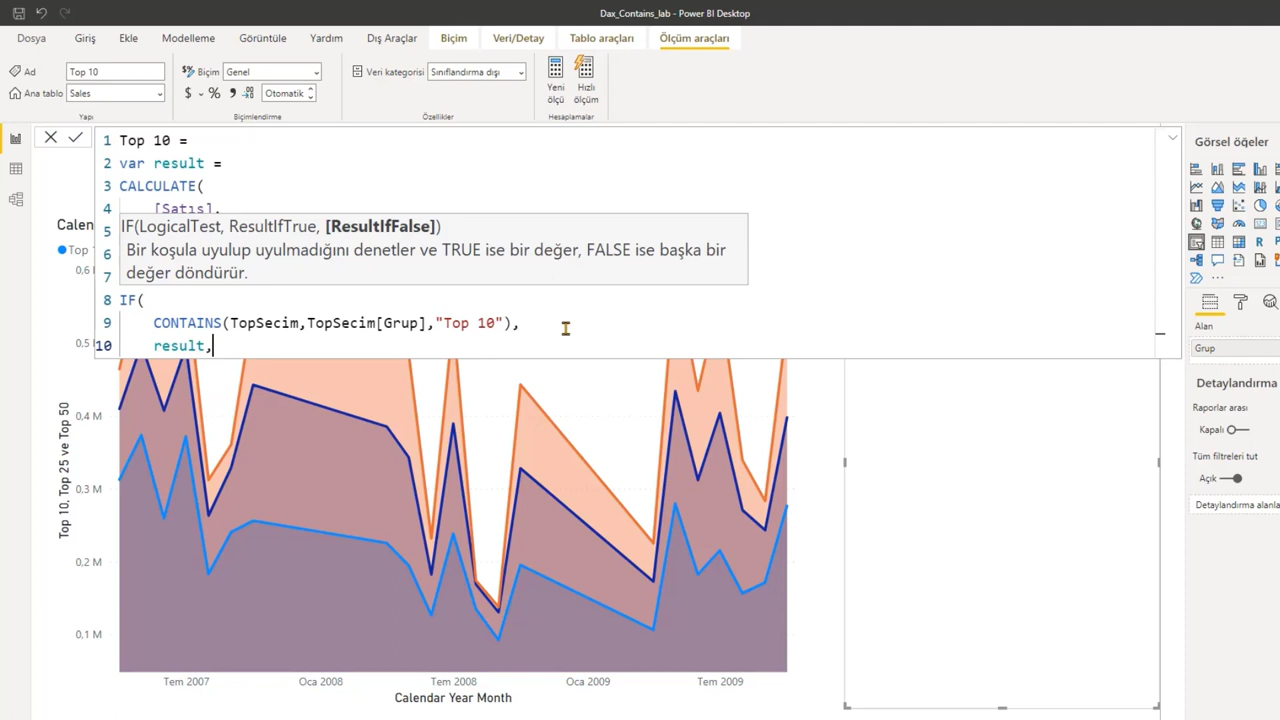 Dax_Contains_lab - Power BI Desktop
Dosya Giriş Ekle Modelleme Görüntüle Yardım Dış Araçlar Biçim Veri/Detay Tablo araçları Ölçüm araçları
Ad Top 10
Ana tablo Sales
Yapı
Biçim Genel
$ % Otomatik
Biçimlendirme
Veri kategorisi Sınıflandırma dışı
Özellikler
Yeni ölçü
Hızlı ölçüm
Hesaplamalar
1 Top 10 =
2 var result =
3 CALCULATE(
4 [Satıs],
5
6
7
IF(LogicalTest, ResultIfTrue, [ResultIfFalse])
Bir koşula uyulup uyulmadığını denetler ve TRUE ise bir değer, FALSE ise başka bir
değer döndürür.
8 IF(
9 CONTAINS(TopSecim,TopSecim[Grup],"Top 10"),
10 result,
Calen
Top
0,6
0,5
0,4 M
0,3 M
0,2 M
0,1 M
Top 10, Top 25 ve Top 50
Tem 2007 Oca 2008 Tem 2008 Oca 2009 Tem 2009
Calendar Year Month
Görsel öğeler
R
Alan
Grup
Detaylandırma
Raporlar arası
Kapalı
Tüm filtreleri tut
Açık
Detaylandırma alanla